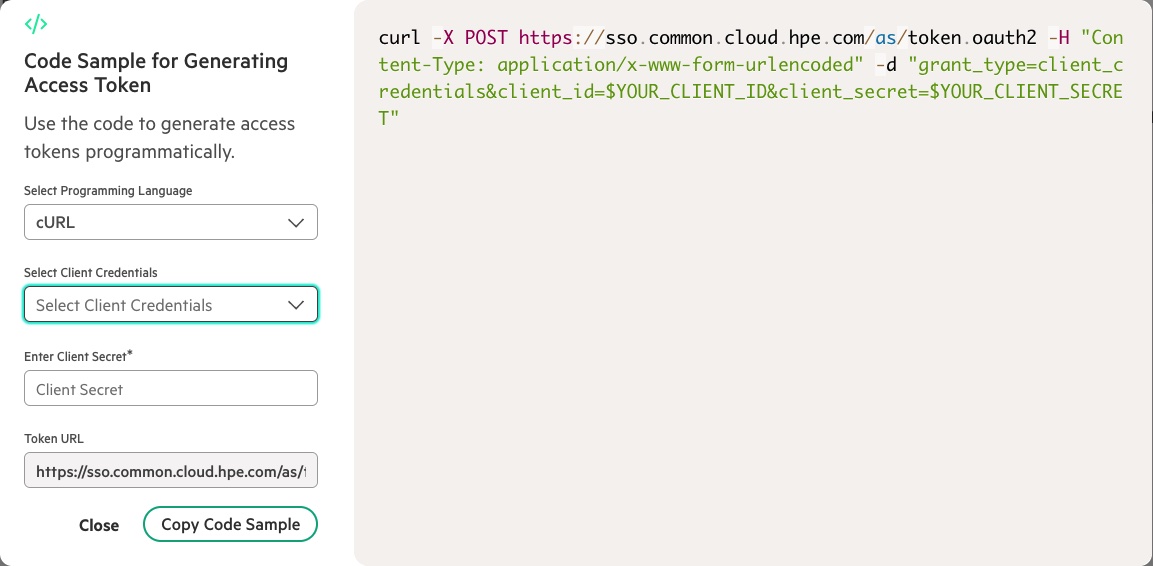 </>
Code Sample for Generating
Access Token
Use the code to generate access
tokens programmatically.
Select Programming Language
cURL
Select Client Credentials
Select Client Credentials
Enter Client Secret*
Client Secret
Token URL
https://sso.common.cloud.hpe.com/as/t
Close
Copy Code Sample
curl -X POST https://sso.common.cloud.hpe.com/as/token.oauth2 -H "Con
tent-Type: application/x-www-form-urlencoded" -d "grant_type=client_c
redentials&client_id=$YOUR_CLIENT_ID&client_secret=$YOUR_CLIENT_SECRE
T"